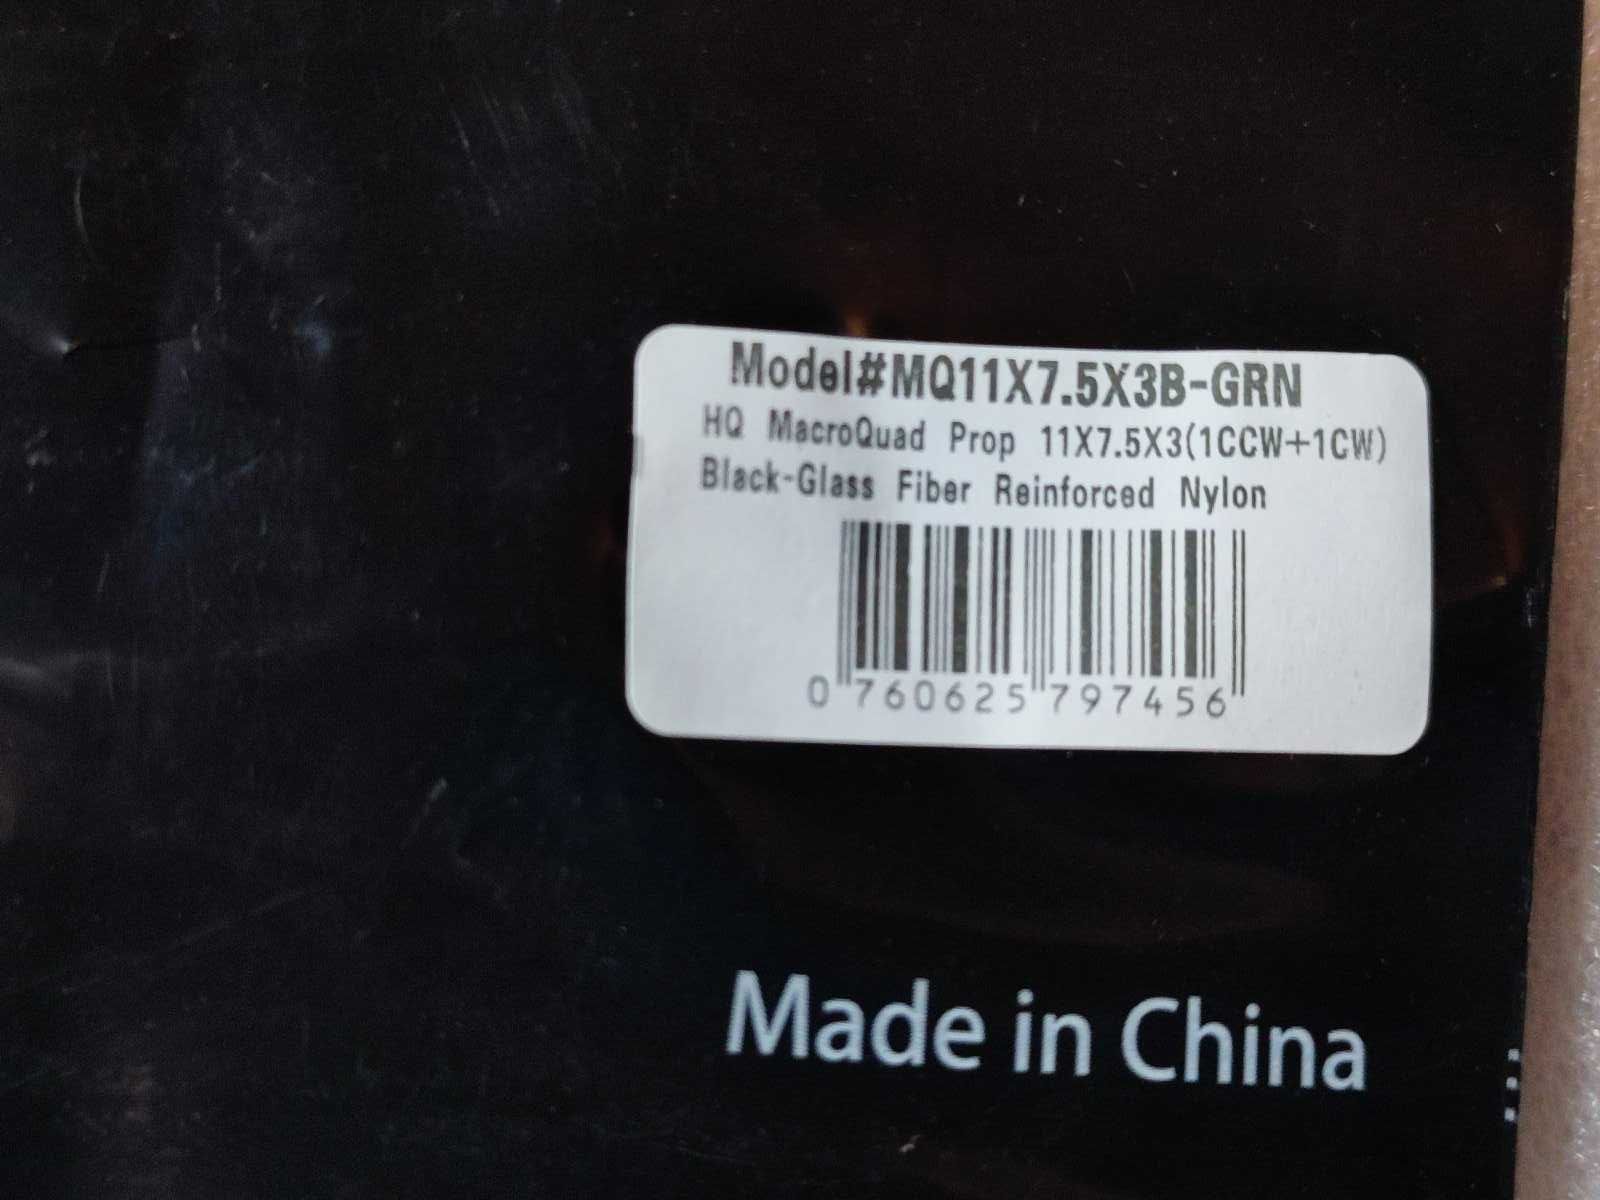 Model#MQ11X7.5X3B-GRN
HQ MacroQuad Prop 11X7.5X3(1CCW+1CW)
Black-Glass Fiber Reinforced Nylon
0 760625 797456
Made in China